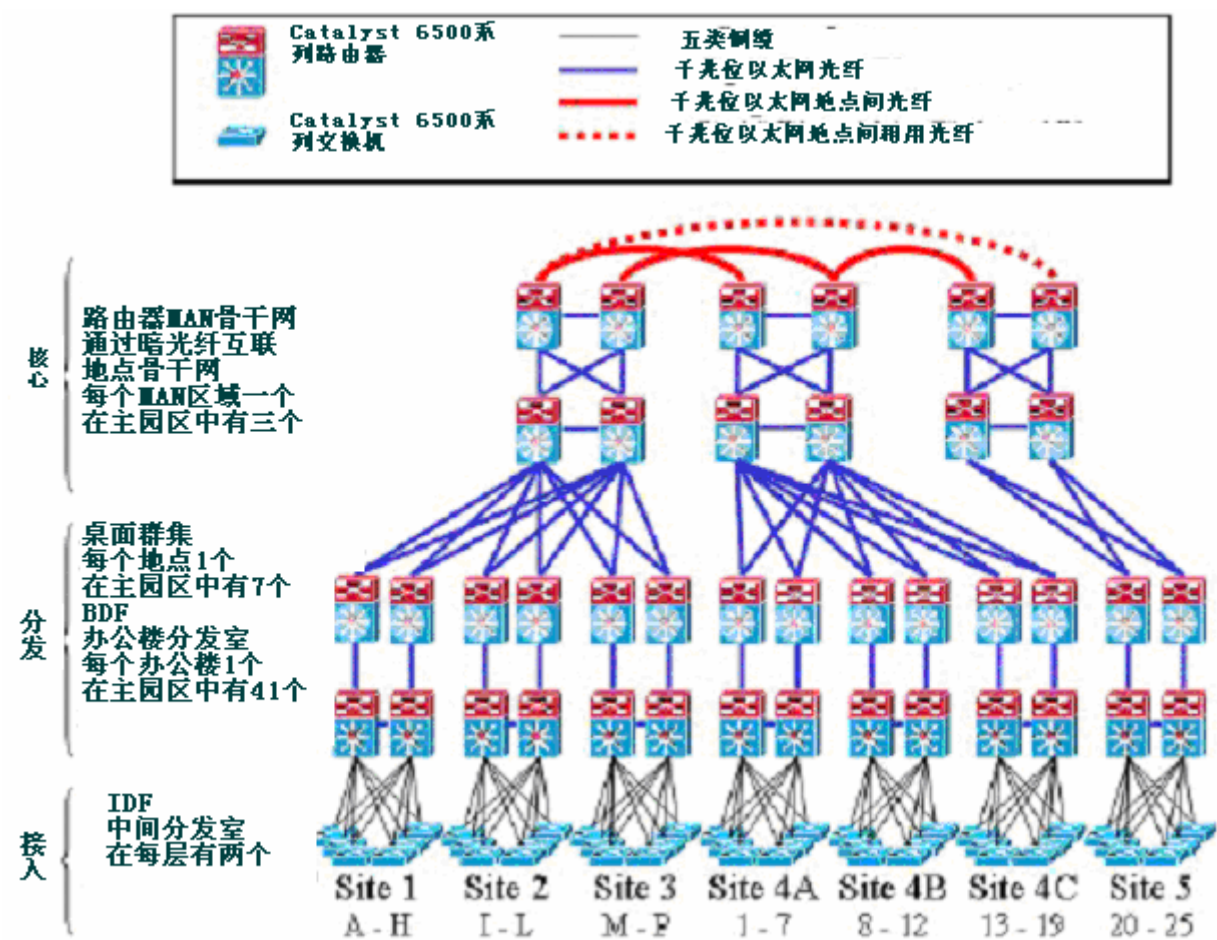 Catalyst 6500系
列路由器
Catalyst 6500系
列交换机
五类铜缆
千兆位以太网光纤
千兆位以太网地点间光纤
千兆位以太网地点间租用光纤
核心
路由器MAN骨干网
通过暗光纤互联
地点骨干网
每个MAN区域一个
在主园区中有三个
分发
桌面群集
每个地点1个
在主园区中有7个
BDF
办公楼分发室
每个办公楼1个
在主园区中有41个
接入
IDF
中间分发室
在每层有两个
Site 1
Site 2
Site 3
Site 4A
Site 4B
Site 4C
Site 5
A - H
I - L
M - P
1 - 7
8 - 12
13 - 19
20 - 25